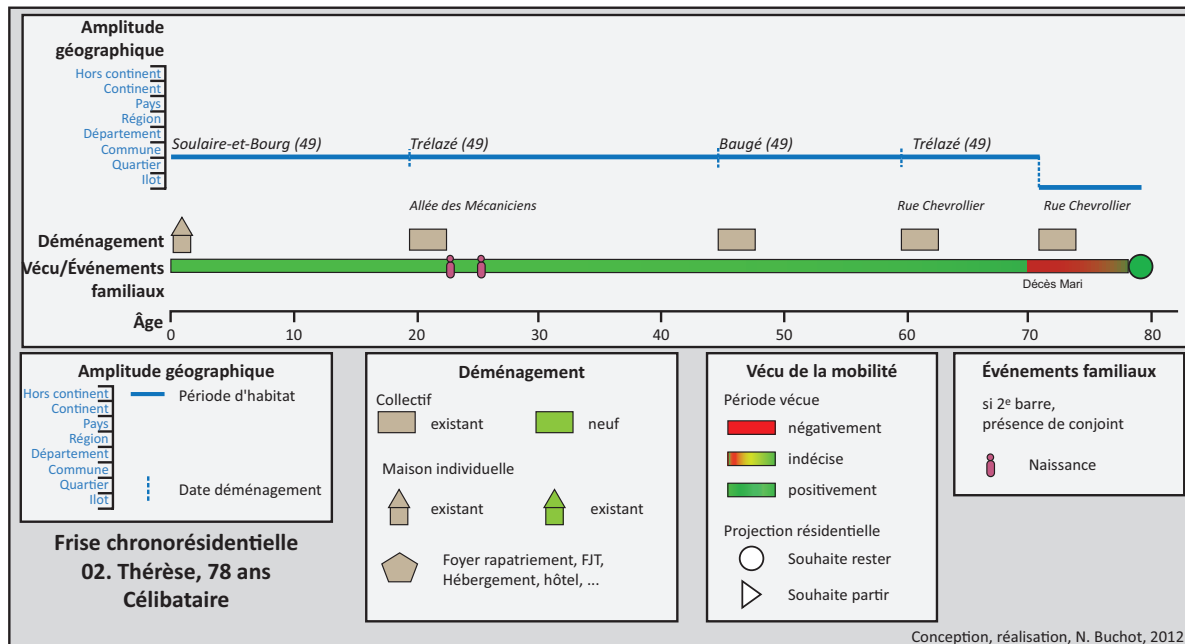 Amplitude
géographique
Hors continent
Continent
Pays
Région
Département
Commune
Quartier
Ilot
Soulaire-et-Bourg (49)
Trélazé (49)
Baugé (49)
Trélazé (49)
Allée des Mécaniciens
Rue Chevrollier
Rue Chevrollier
Déménagement
Vécu/Événements
familiaux
Décès Mari
Âge
0 10 20 30 40 50 60 70 80
Amplitude géographique
Hors continent
Continent
Pays
Région
Département
Commune
Quartier
Ilot
Période d'habitat
Date déménagement
Frise chronorésidentielle
02. Thérèse, 78 ans
Célibataire
Déménagement
Collectif
existant
neuf
Maison individuelle
existant
existant
Foyer rapatriement, FJT,
Hébergement, hôtel, ...
Vécu de la mobilité
Période vécue
négativement
indécise
positivement
Projection résidentielle
Souhaite rester
Souhaite partir
Événements familiaux
si 2e barre,
présence de conjoint
Naissance
Conception, réalisation, N. Buchot, 2012